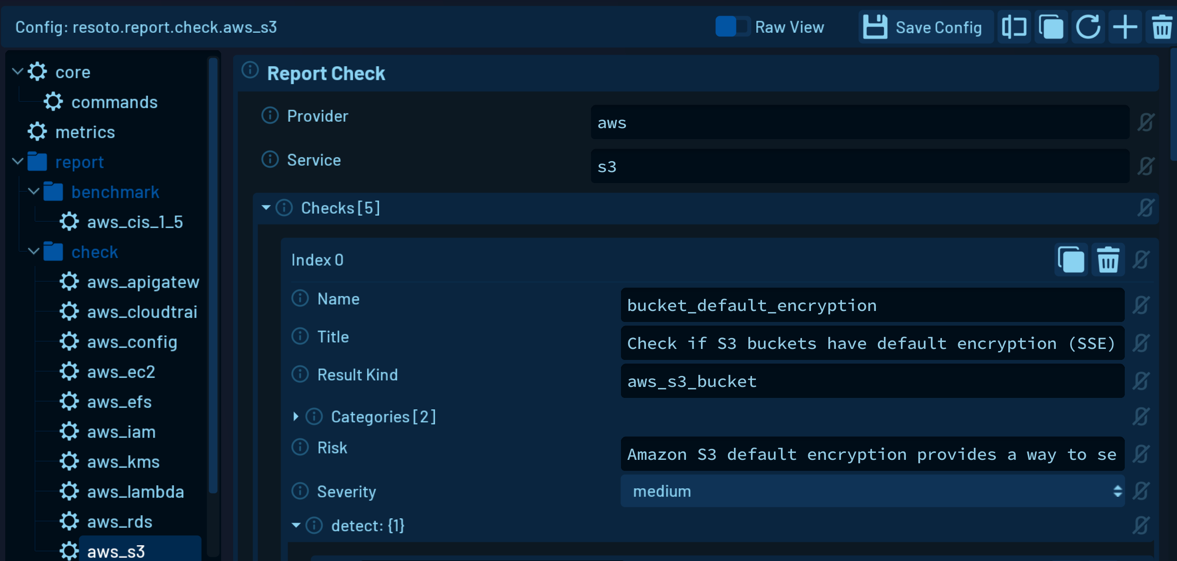 Config: resoto.report.check.aws_s3
Raw View
Save Config
core
commands
metrics
report
benchmark
aws_cis_1_5
check
aws_apigatew
aws_cloudtrai
aws_config
aws_ec2
aws_efs
aws_iam
aws_kms
aws_lambda
aws_rds
aws_s3
Report Check
Provider
aws
Service
s3
Checks [5]
Index 0
Name
bucket_default_encryption
Title
Check if S3 buckets have default encryption (SSE)
Result Kind
aws_s3_bucket
Categories [2]
Risk
Amazon S3 default encryption provides a way to se
Severity
medium
detect: {1}